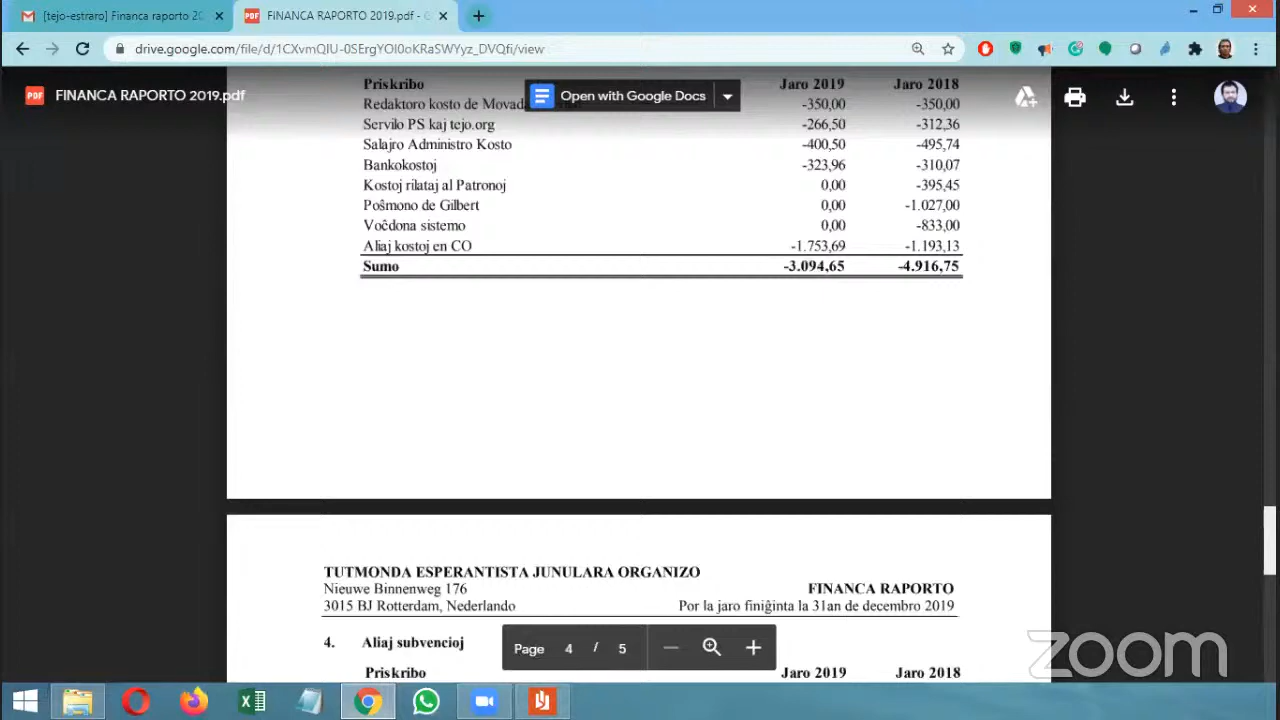 [tejo-estraro] Financa raporto 20
FINANCA RAPORTO 2019.pdf - G
drive.google.com/file/d/1CXvmQIU-0SErgYOl0oKRaSWYyz_DVQfi/view
PDF FINANCA RAPORTO 2019.pdf
Open with Google Docs
Priskribo Jaro 2019 Jaro 2018
Redaktoro kosto de Movada -350,00 -350,00
Servilo PS kaj tejo.org -266,50 -312,36
Salajro Administro Kosto -400,50 -495,74
Bankokostoj -323,96 -310,07
Kostoj rilataj al Patronoj 0,00 -395,45
Poŝmono de Gilbert 0,00 -1.027,00
Voĉdona sistemo 0,00 -833,00
Aliaj kostoj en CO -1.753,69 -1.193,13
Sumo -3.094,65 -4.916,75
TUTMONDA ESPERANTISTA JUNULARA ORGANIZO
Nieuwe Binnenweg 176 FINANCA RAPORTO
3015 BJ Rotterdam, Nederlando Por la jaro finiĝinta la 31an de decembro 2019
4. Aliaj subvencioj
Priskribo Jaro 2019 Jaro 2018
Page 4 / 5
zoom